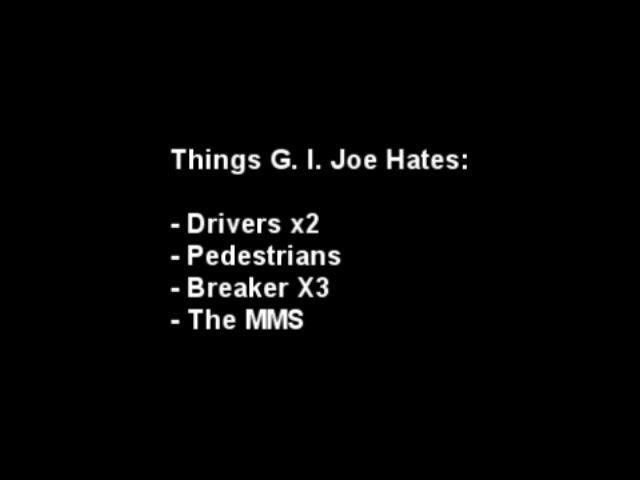 Things G. I. Joe Hates:
- Drivers x2
- Pedestrians
- Breaker X3
- The MMS